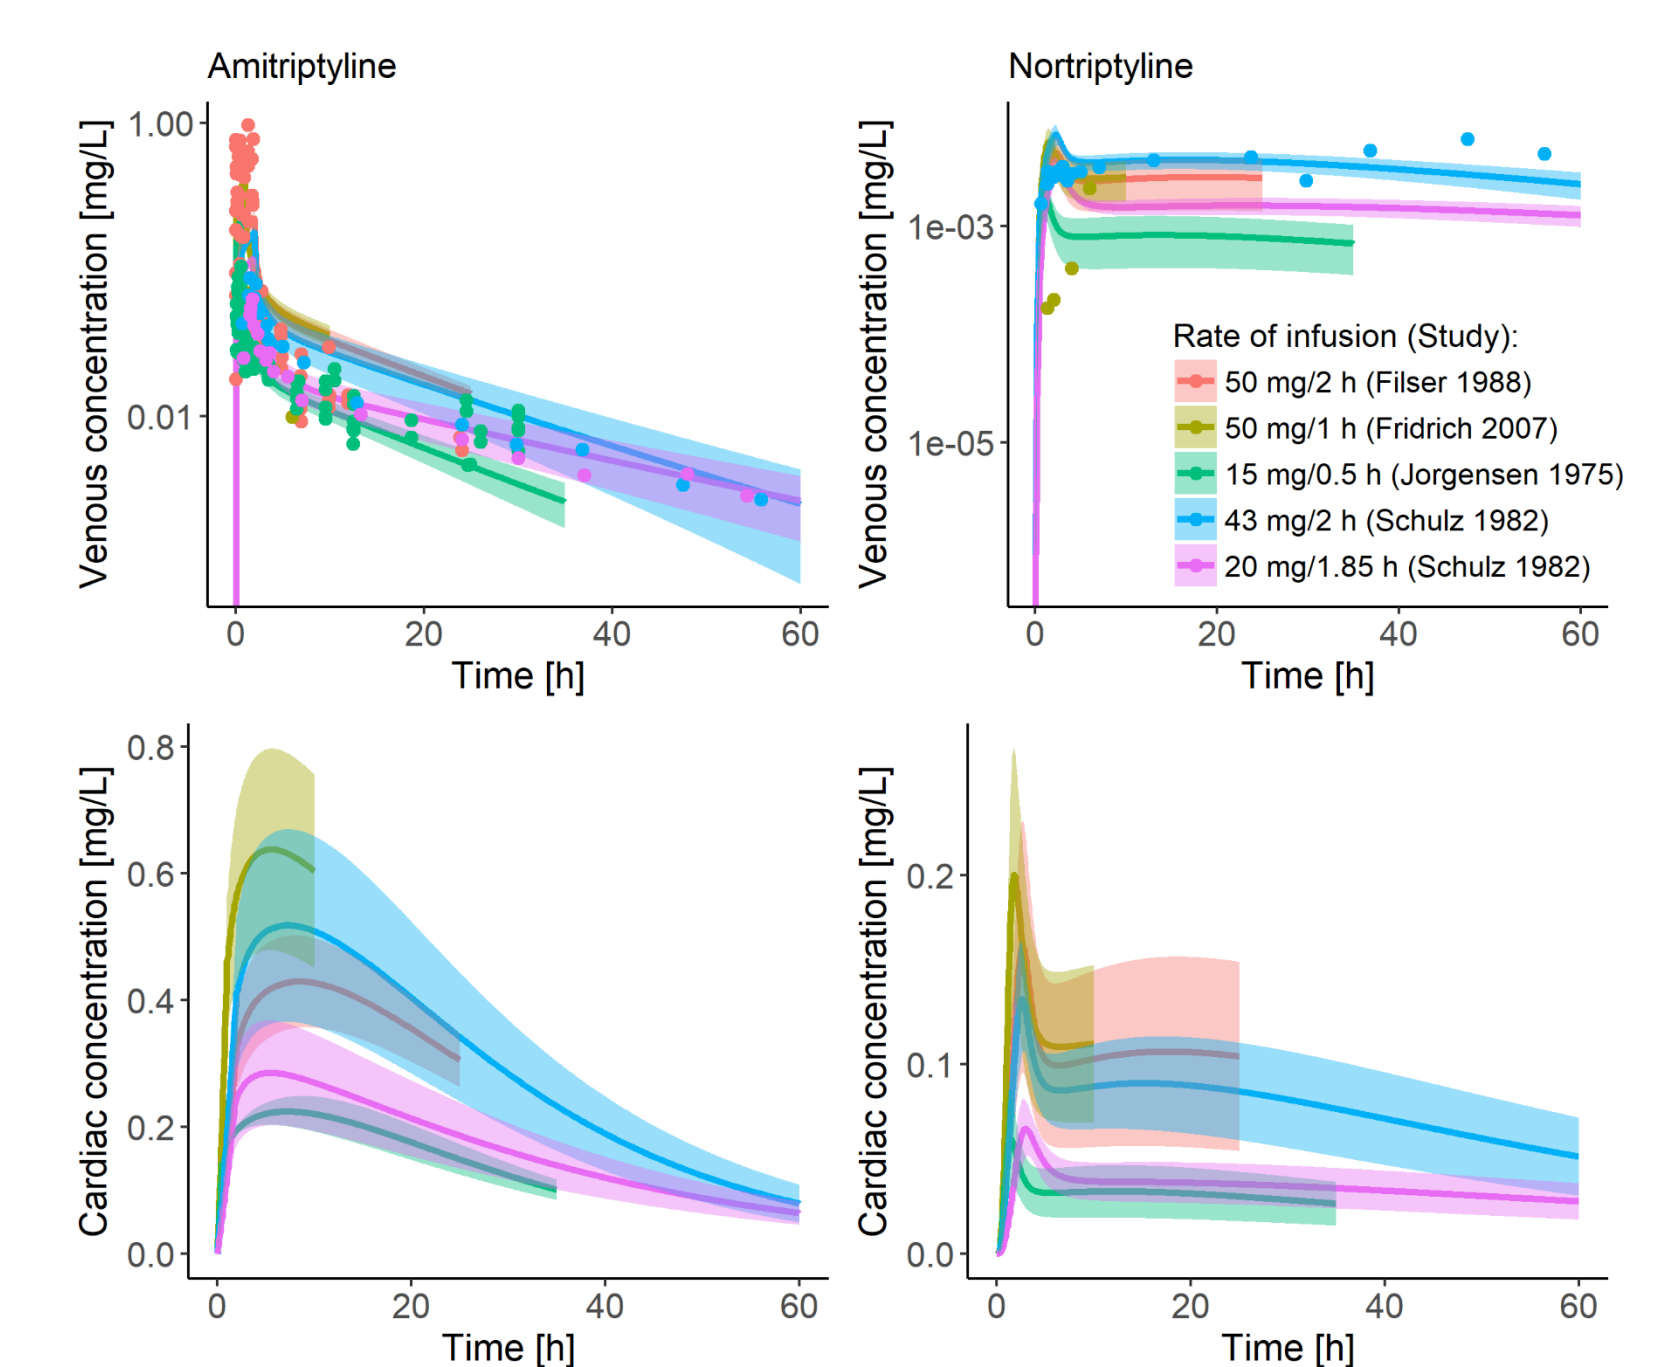 Amitriptyline
Nortriptyline
Venous concentration [mg/L]
1.00
0.01
0 20 40 60
Time [h]
Venous concentration [mg/L]
1e-03
1e-05
Rate of infusion (Study):
50 mg/2 h (Filser 1988)
50 mg/1 h (Fridrich 2007)
15 mg/0.5 h (Jorgensen 1975)
43 mg/2 h (Schulz 1982)
20 mg/1.85 h (Schulz 1982)
0 20 40 60
Time [h]
Cardiac concentration [mg/L]
0.8
0.6
0.4
0.2
0.0
0 20 40 60
Time [h]
Cardiac concentration [mg/L]
0.2
0.1
0.0
0 20 40 60
Time [h]